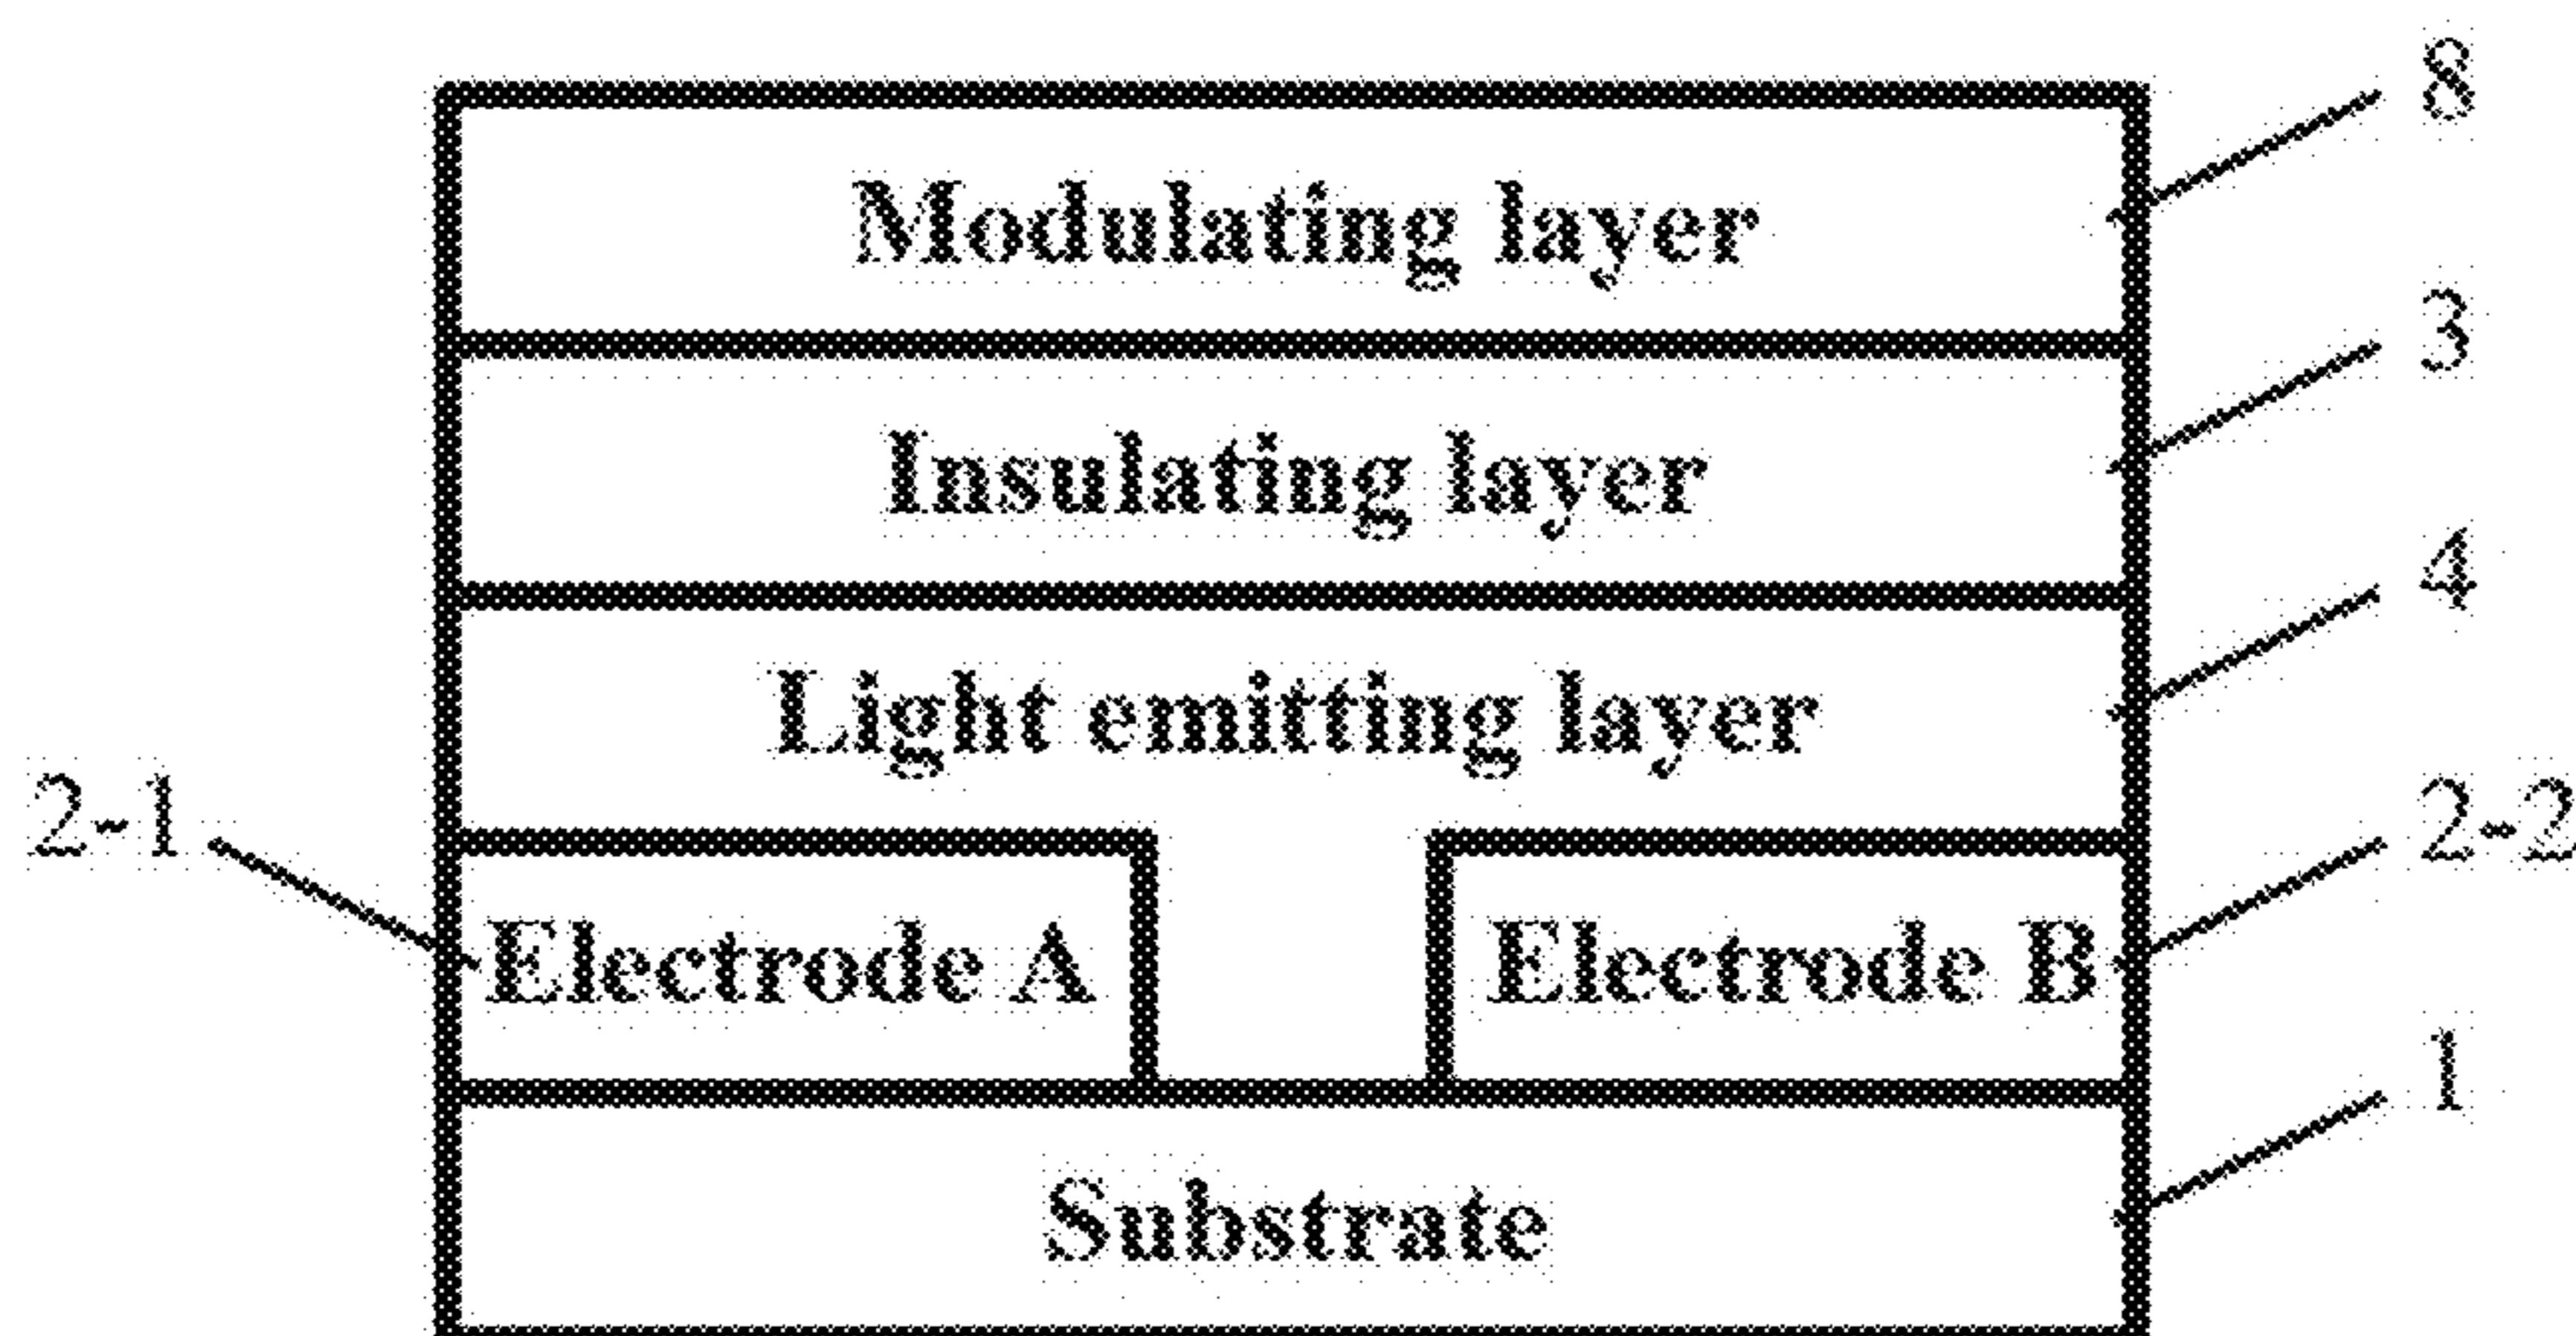 8
Modulating layer
3
Insulating layer
4
Light emitting layer
2-1
2-2
Electrode A
Electrode B
1
Substrate